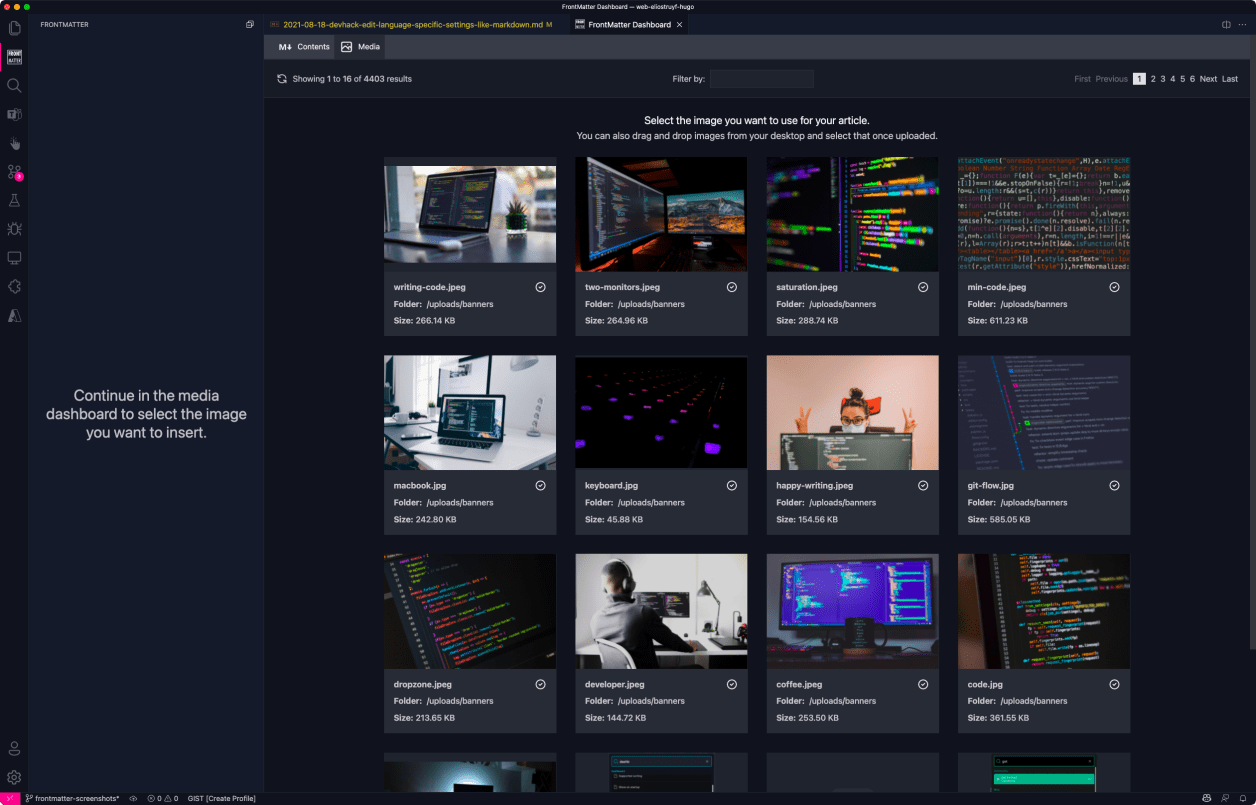 FrontMatter Dashboard — web-eliostruyf-hugo
FRONTMATTER
2021-08-18-devhack-edit-language-specific-settings-like-markdown.md M
FrontMatter Dashboard
FRONT
MATTER
M↓ Contents
Media
Showing 1 to 16 of 4403 results
Filter by:
First Previous 1 2 3 4 5 6 Next Last
Select the image you want to use for your article.
You can also drag and drop images from your desktop and select that once uploaded.
Continue in the media
dashboard to select the image
you want to insert.
writing-code.jpeg
Folder: /uploads/banners
Size: 266.14 KB
two-monitors.jpeg
Folder: /uploads/banners
Size: 264.96 KB
saturation.jpeg
Folder: /uploads/banners
Size: 288.74 KB
min-code.jpeg
Folder: /uploads/banners
Size: 611.23 KB
macbook.jpg
Folder: /uploads/banners
Size: 242.80 KB
keyboard.jpg
Folder: /uploads/banners
Size: 45.88 KB
happy-writing.jpeg
Folder: /uploads/banners
Size: 154.56 KB
git-flow.jpg
Folder: /uploads/banners
Size: 585.05 KB
dropzone.jpeg
Folder: /uploads/banners
Size: 213.65 KB
developer.jpeg
Folder: /uploads/banners
Size: 144.72 KB
coffee.jpeg
Folder: /uploads/banners
Size: 253.50 KB
code.jpg
Folder: /uploads/banners
Size: 361.55 KB
frontmatter-screenshots*
0
0
GIST [Create Profile]